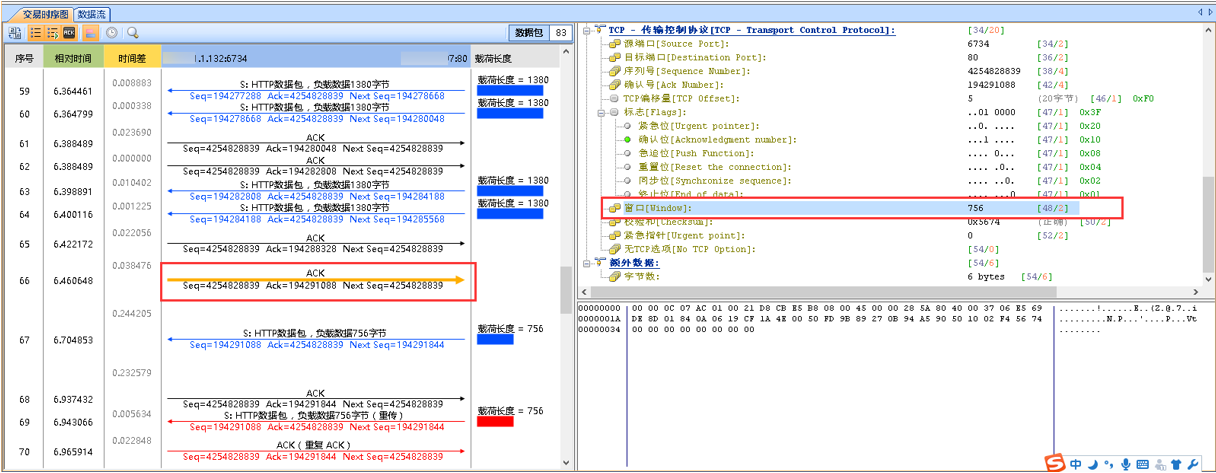 交易时序图 数据流
ACK 数据包 83
序号 相对时间 时间差 .1.132:6734 7:80 载荷长度
0.008883
S: HTTP数据包，负载数据1380字节 载荷长度 = 1380
59 6.364461
Seq=194277288 Ack=4254828839 Next Seq=194278668
0.000338
S: HTTP数据包，负载数据1380字节 载荷长度 = 1380
60 6.364799
Seq=194278668 Ack=4254828839 Next Seq=194280048
0.023690
ACK
61 6.388489
Seq=4254828839 Ack=194280048 Next Seq=4254828839
0.000000
ACK
62 6.388489
Seq=4254828839 Ack=194282808 Next Seq=4254828839
0.010402
S: HTTP数据包，负载数据1380字节 载荷长度 = 1380
63 6.398891
Seq=194282808 Ack=4254828839 Next Seq=194284188
0.001225
S: HTTP数据包，负载数据1380字节 载荷长度 = 1380
64 6.400116
Seq=194284188 Ack=4254828839 Next Seq=194285568
0.022056
ACK
65 6.422172
Seq=4254828839 Ack=194288328 Next Seq=4254828839
0.038476
ACK
66 6.460648
Seq=4254828839 Ack=194291088 Next Seq=4254828839
0.244205
S: HTTP数据包，负载数据756字节 载荷长度 = 756
67 6.704853
Seq=194291088 Ack=4254828839 Next Seq=194291844
0.232579
ACK
68 6.937432
Seq=4254828839 Ack=194291844 Next Seq=4254828839
0.005634
S: HTTP数据包，负载数据756字节（重传） 载荷长度 = 756
69 6.943066
Seq=194291088 Ack=4254828839 Next Seq=194291844
0.022848
ACK（重复 ACK）
70 6.965914
Seq=4254828839 Ack=194291844 Next Seq=4254828839
TCP - 传输控制协议[TCP - Transport Control Protocol]: [34/20]
源端口[Source Port]: 6734 [34/2]
目标端口[Destination Port]: 80 [36/2]
序列号[Sequence Number]: 4254828839 [38/4]
确认号[Ack Number]: 194291088 [42/4]
TCP偏移量[TCP Offset]: 5 (20字节) [46/1] 0xF0
标志[Flags]: ..01 0000 [47/1] 0x3F
紧急位[Urgent pointer]: ..0. .... [47/1] 0x20
确认位[Acknowledgment number]: ...1 .... [47/1] 0x10
急迫位[Push Function]: .... 0... [47/1] 0x08
重置位[Reset the connection]: .... .0.. [47/1] 0x04
同步位[Synchronize sequence]: .... ..0. [47/1] 0x02
终止位[End of data]: .... ...0 [47/1] 0x01
窗口[Window]: 756 [48/2]
校验和[Checksum]: 0x5674 (正确) [50/2]
紧急指针[Urgent point]: 0 [52/2]
无TCP选项[No TCP Option]: [54/0]
额外数据: [54/6]
字节数: 6 bytes [54/6]
00000000 00 00 0C 07 AC 01 00 21 D8 CB E5 B8 08 00 45 00 00 28 5A 80 40 00 37 06 E5 69 .......!......E..(Z.@.7..i
0000001A DE 8D 01 84 0A 06 19 CF 1A 4E 00 50 FD 9B 89 27 0B 94 A5 90 50 10 02 F4 56 74 .........N.P...'....P...Vt
00000034 00 00 00 00 00 00 00 00 ........
S 中